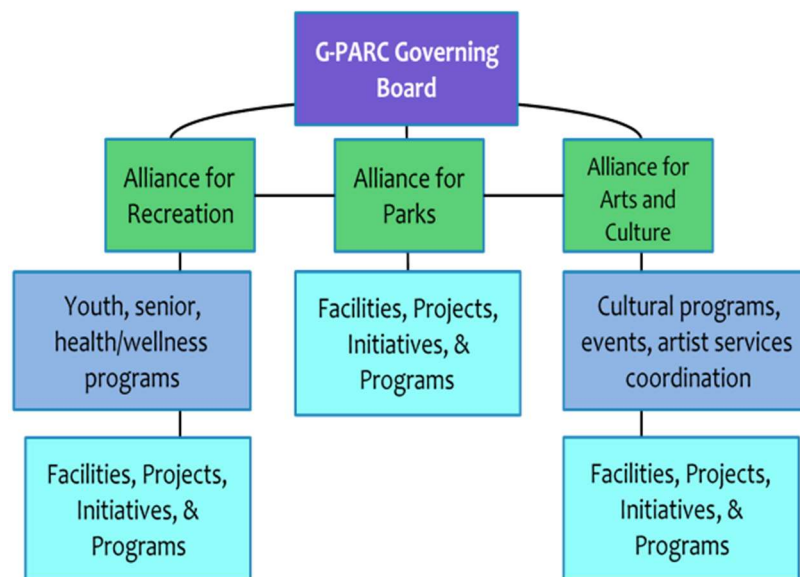 G-PARC Governing
Board
Alliance for
Recreation
Alliance for
Parks
Alliance for
Arts and
Culture
Youth, senior,
health/wellness
programs
Facilities, Projects,
Initiatives, &
Programs
Cultural programs,
events, artist services
coordination
Facilities, Projects,
Initiatives, &
Programs
Facilities, Projects,
Initiatives, &
Programs